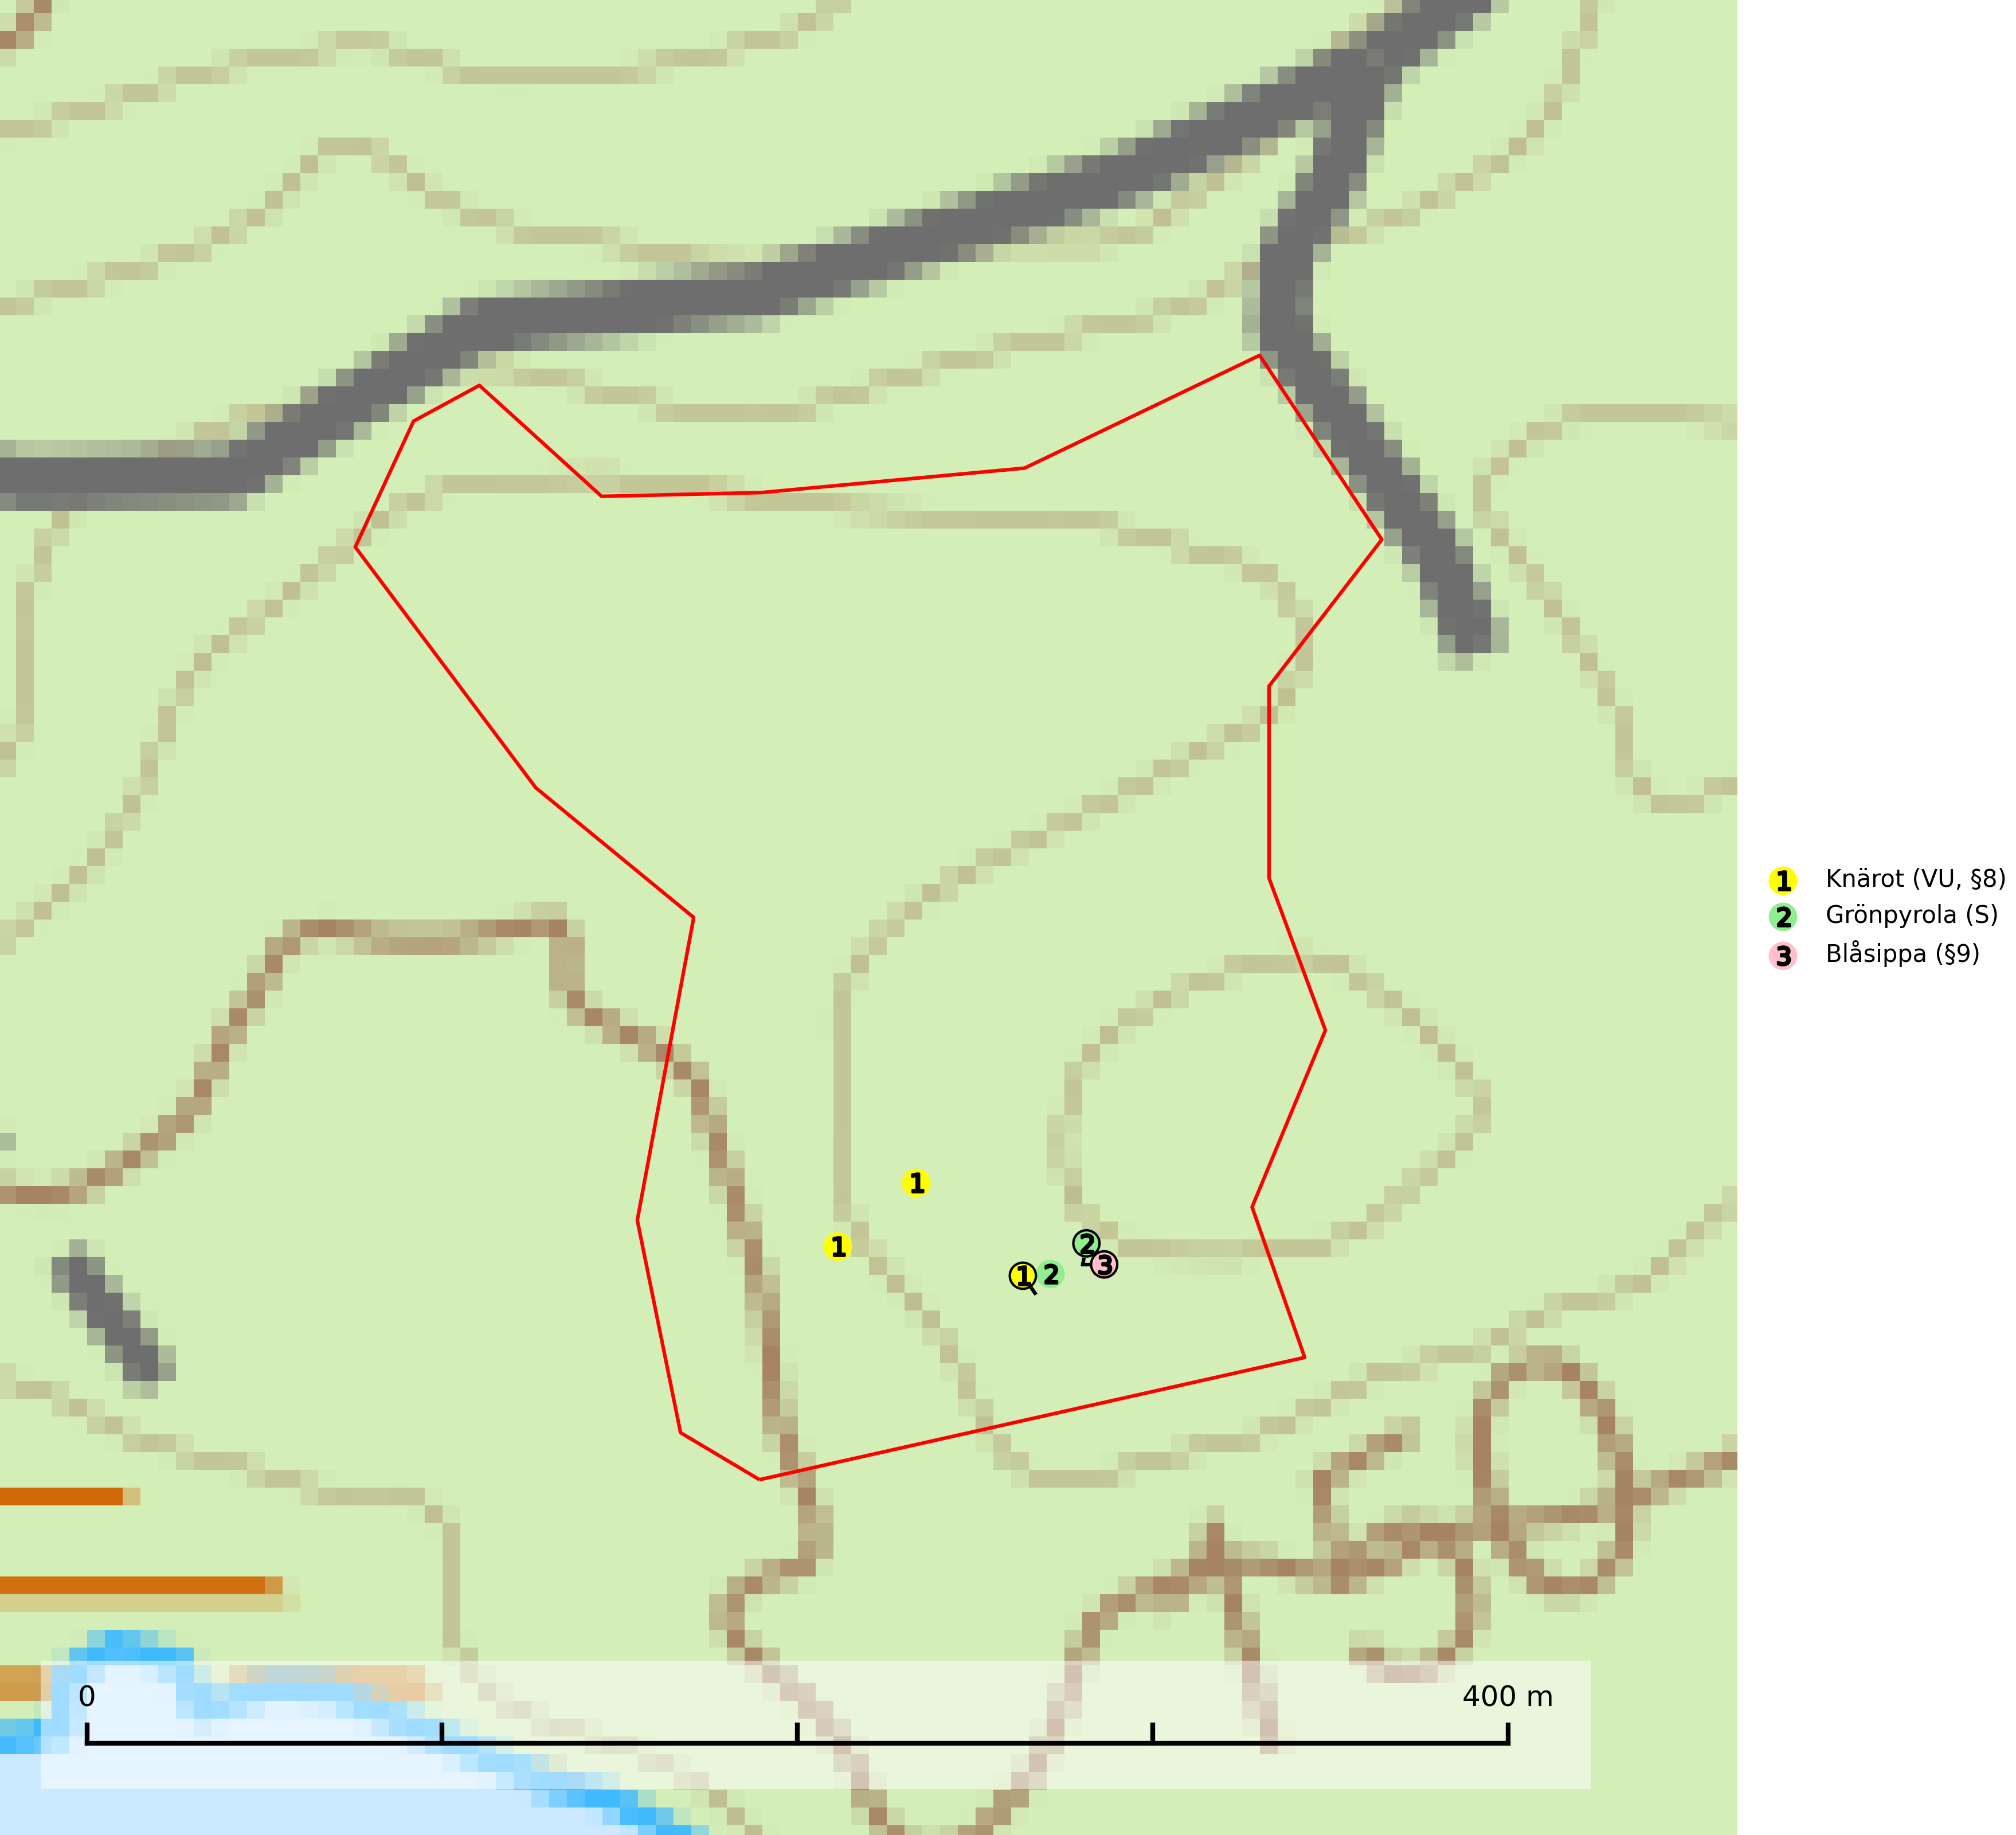 1 Knärot (VU, §8)
2 Grönpyrola (S)
3 Blåsippa (§9)
1
1
2
3
1 2
0 400 m